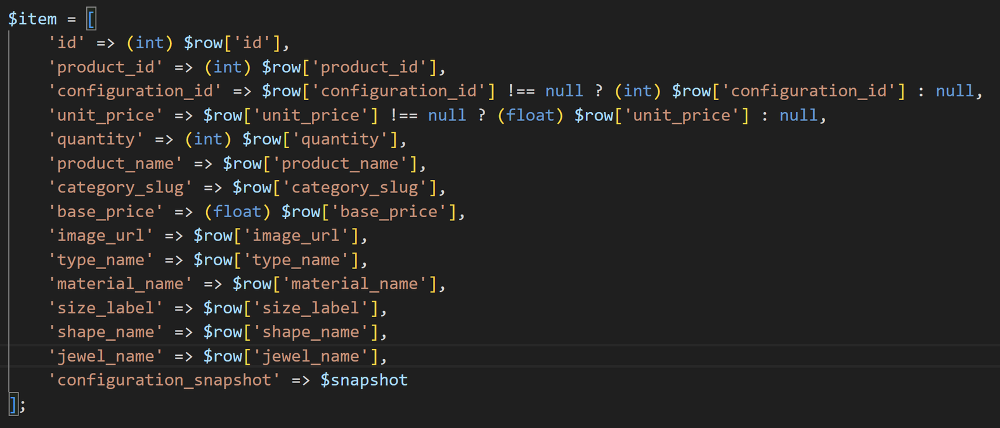 $item = [
    'id' => (int) $row['id'],
    'product_id' => (int) $row['product_id'],
    'configuration_id' => $row['configuration_id'] !== null ? (int) $row['configuration_id'] : null,
    'unit_price' => $row['unit_price'] !== null ? (float) $row['unit_price'] : null,
    'quantity' => (int) $row['quantity'],
    'product_name' => $row['product_name'],
    'category_slug' => $row['category_slug'],
    'base_price' => (float) $row['base_price'],
    'image_url' => $row['image_url'],
    'type_name' => $row['type_name'],
    'material_name' => $row['material_name'],
    'size_label' => $row['size_label'],
    'shape_name' => $row['shape_name'],
    'jewel_name' => $row['jewel_name'],
    'configuration_snapshot' => $snapshot
];